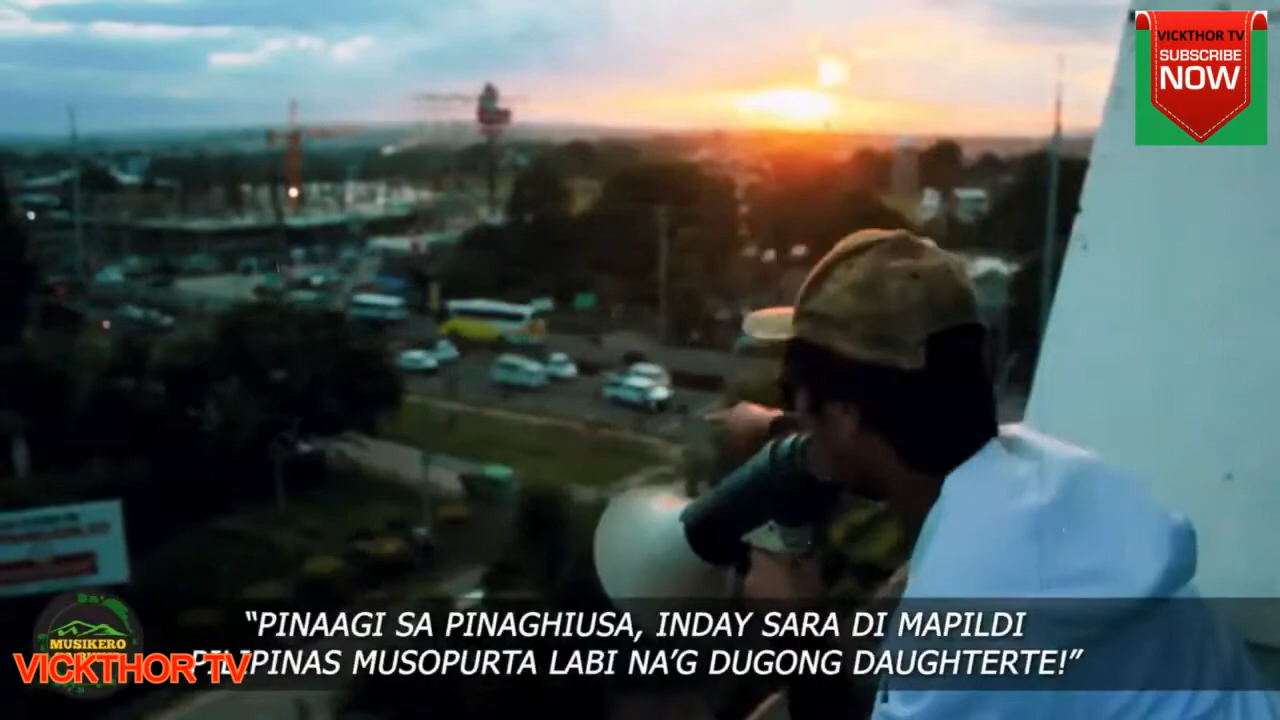 VICKTHOR TV
SUBSCRIBE
NOW
“PINAAGI SA PINAGHIUSA, INDAY SARA DI MAPILDI
PILIPINAS MUSOPURTA LABI NA’G DUGONG DAUGHTERTE!”
MUSIKERO
VICKTHOR TV